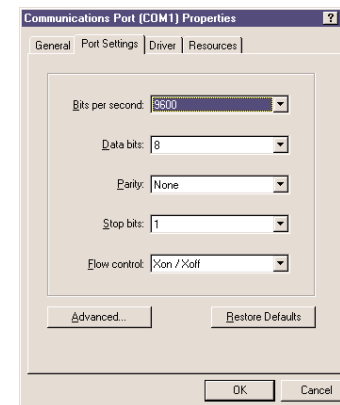 Communications Port (COM1) Properties ?
General Port Settings Driver Resources
Bits per second: 9600
Data bits: 8
Parity: None
Stop bits: 1
Flow control: Xon / Xoff
Advanced... Restore Defaults
OK Cancel